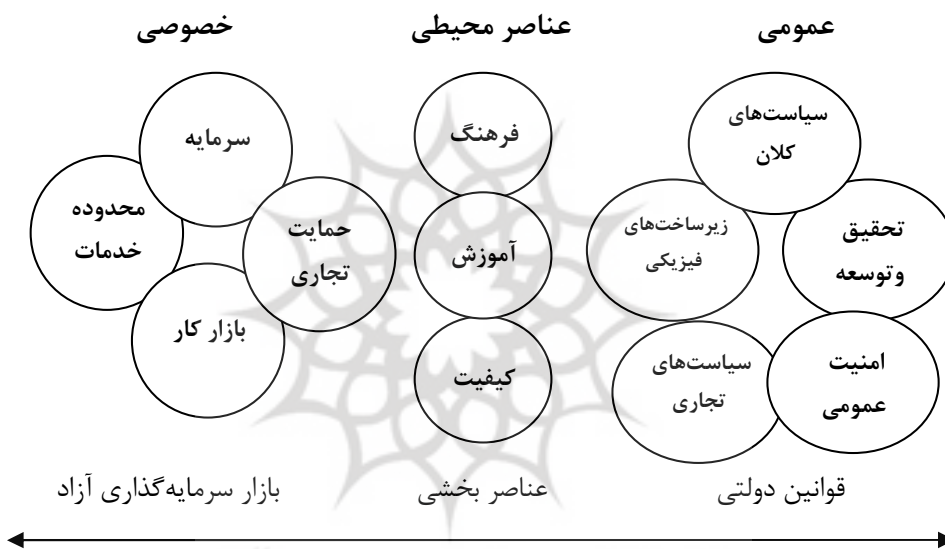 عمومی
عناصر محیطی
خصوصی
سیاست‌های
کلان
زیرساخت‌های
فیزیکی
تحقیق
وتوسعه
سیاست‌های
تجاری
امنیت
عمومی
فرهنگ
آموزش
کیفیت
سرمایه
حمایت
تجاری
محدوده
خدمات
بازار کار
قوانین دولتی
عناصر بخشی
بازار سرمایه‌گذاری آزاد